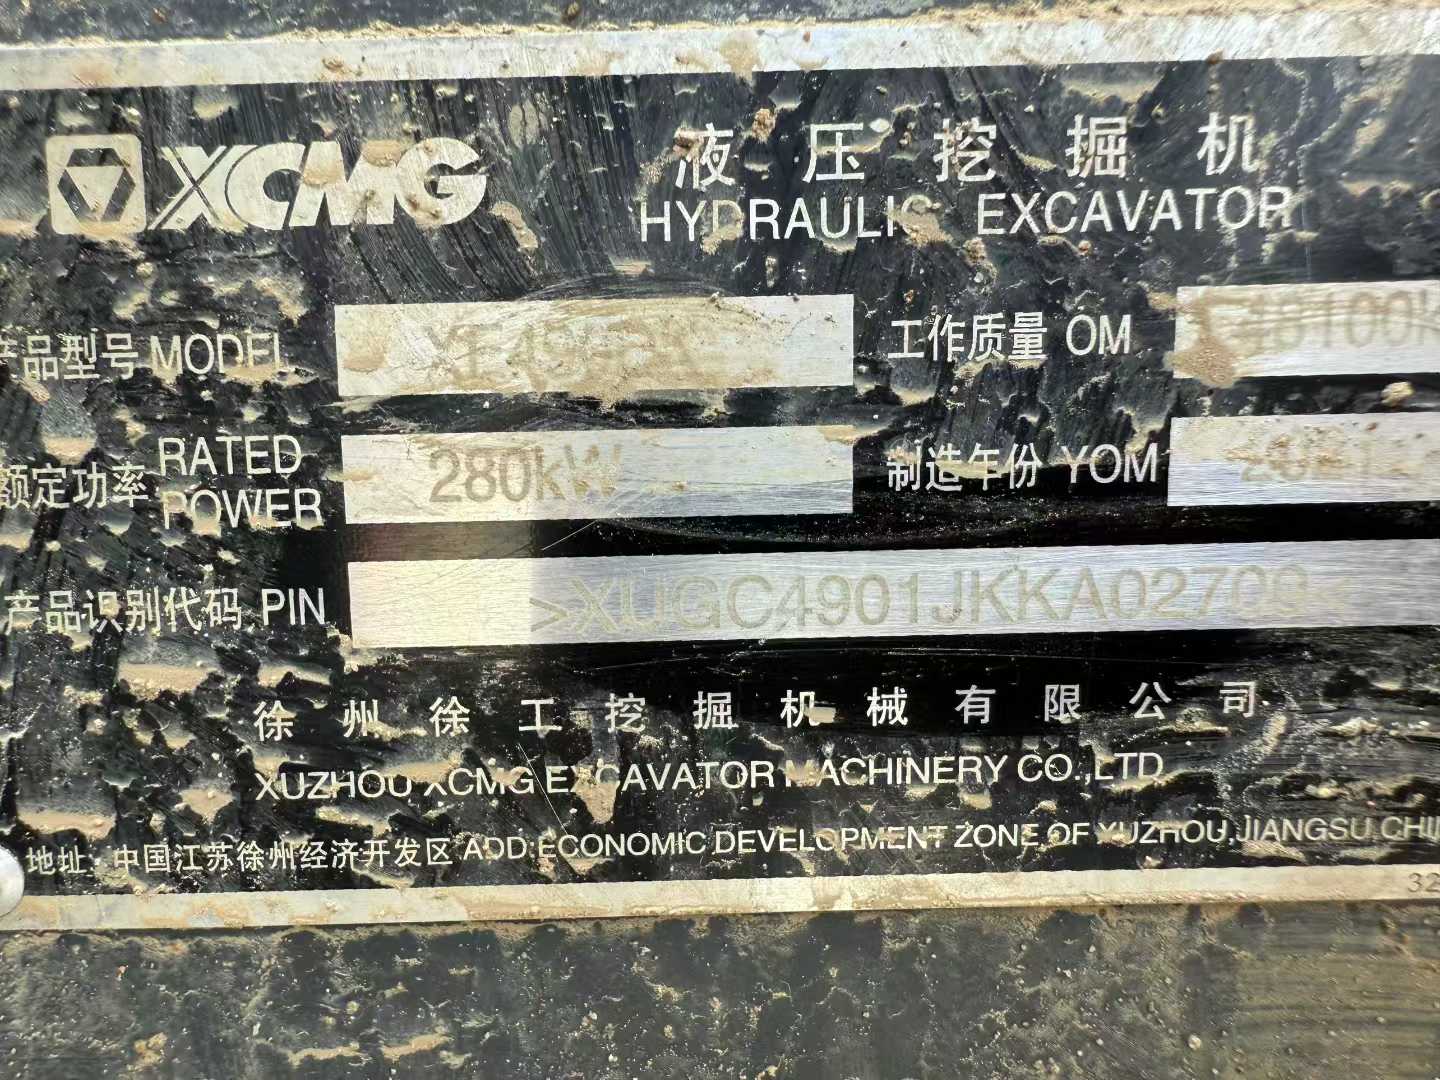 XCMG
液压挖掘机
HYDRAULIC EXCAVATOR
产品型号 MODEL
工作质量 OM
额定功率 RATED POWER 280kW
制造年份 YOM
产品识别代码 PIN >XUGC4901JKKA02709<
徐州徐工挖掘机械有限公司
XUZHOU XCMG EXCAVATOR MACHINERY CO.,LTD
地址: 中国江苏徐州经济开发区 ADD:ECONOMIC DEVELOPMENT ZONE OF XUZHOU,JIANGSU.CHI
32